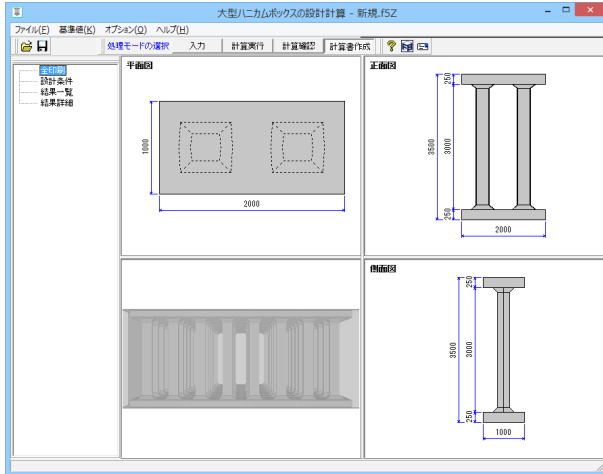 大型ハニカムボックスの設計計算 - 新規.f5Z
ファイル(F) 基準値(K) オプション(O) ヘルプ(H)
処理モードの選択 入力 計算実行 計算確認 計算書作成
全印刷
設計条件
結果一覧
結果詳細
平面図
1000
2000
正面図
250
3500
3000
250
2000
側面図
250
3500
3000
250
1000